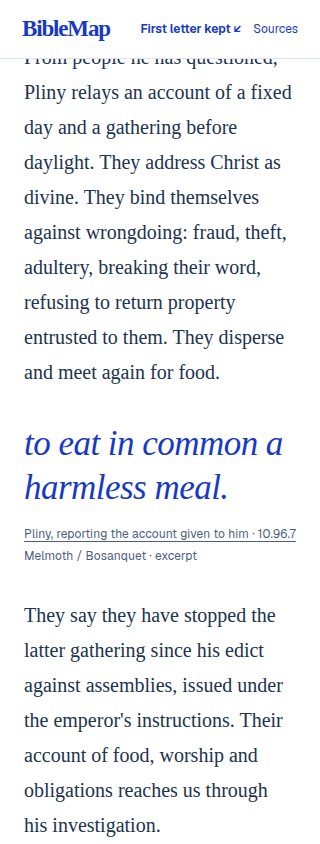 BibleMap
First letter kept ↙
Sources
From people he has questioned,
Pliny relays an account of a fixed
day and a gathering before
daylight. They address Christ as
divine. They bind themselves
against wrongdoing: fraud, theft,
adultery, breaking their word,
refusing to return property
entrusted to them. They disperse
and meet again for food.
to eat in common a
harmless meal.
Pliny, reporting the account given to him · 10.96.7
Melmoth / Bosanquet · excerpt
They say they have stopped the
latter gathering since his edict
against assemblies, issued under
the emperor's instructions. Their
account of food, worship and
obligations reaches us through
his investigation.